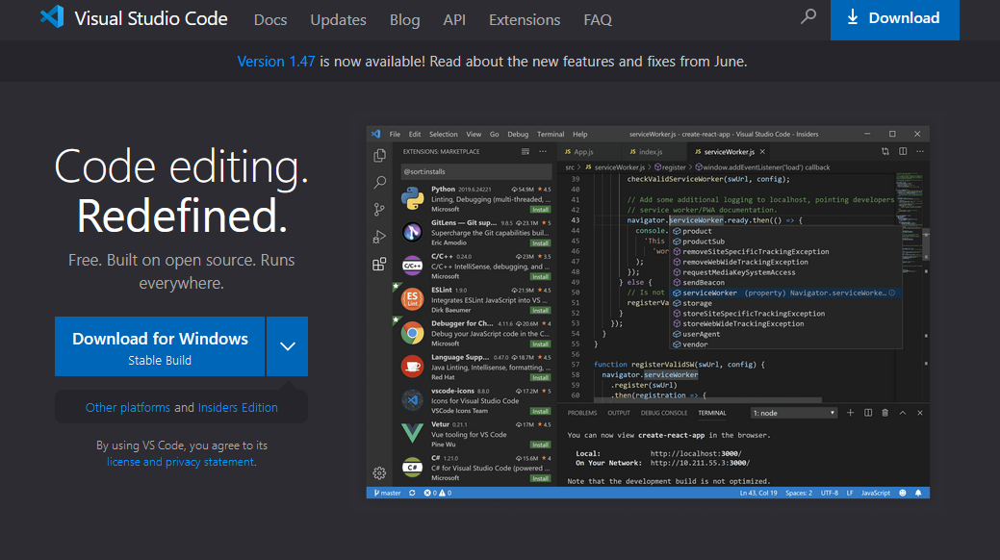 Visual Studio Code Docs Updates Blog API Extensions FAQ Download
Version 1.47 is now available! Read about the new features and fixes from June.
Code editing.
Redefined.
Free. Built on open source. Runs
everywhere.
Download for Windows
Stable Build
Other platforms and Insiders Edition
By using VS Code, you agree to its
license and privacy statement.
File Edit Selection View Go Debug Terminal Help serviceWorker.js - create-react-app - Visual Studio Code - Insiders
EXTENSIONS: MARKETPLACE
@sort:installs
Python 2019.6.24221 54.9M 4.5
Linting, Debugging (multi-threaded, ...
Microsoft Install
GitLens — Git sup... 9.8.5 23.1M 5
Supercharge the Git capabilities buil...
Eric Amodio Install
C/C++ 0.24.0 23M 3.5
C/C++ IntelliSense, debugging, and ...
Microsoft Install
ESLint 1.9.0 21.9M 4.5
Integrates ESLint JavaScript into VS ...
Dirk Baeumer Install
Debugger for Ch... 4.11.6 20.6M 4
Debug your JavaScript code in the C...
Microsoft Install
Language Supp... 0.47.0 18.7M 4.5
Java Linting, Intellisense, formatting, ...
Red Hat Install
vscode-icons 8.8.0 17.2M 5
Icons for Visual Studio Code
VSCode Icons Team Install
Vetur 0.21.1 17M 4.5
Vue tooling for VS Code
Pine Wu Install
C# 1.21.0 15.6M 4
C# for Visual Studio Code (powered ...
Microsoft Install
JS App.js JS index.js JS serviceWorker.js
src > JS serviceWorker.js > register > window.addEventListener('load') callback
39 checkValidServiceWorker(swUrl, config);
40
41 // Add some additional logging to localhost, pointing developers
42 // service worker/PWA documentation.
43 navigator.serviceWorker.ready.then(() => {
44 console.
45 'This
46 'wor
47 );
48 });
49 } else {
50 // Is not
51 registerVa
52 }
53 });
54 }
55 }
56
57 function registerValidSW(swUrl, config) {
58 navigator.serviceWorker
59 .register(swUrl)
60 .then(registration => {
product
productSub
removeSiteSpecificTrackingException
removeWebWideTrackingException
requestMediaKeySystemAccess
sendBeacon
serviceWorker (property) Navigator.serviceWorke...
storage
storeSiteSpecificTrackingException
storeWebWideTrackingException
userAgent
vendor
PROBLEMS OUTPUT DEBUG CONSOLE TERMINAL 1: node
You can now view create-react-app in the browser.
Local: http://localhost:3000/
On Your Network: http://10.211.55.3:3000/
Note that the development build is not optimized.
master 0 0 Ln 43, Col 19 Spaces: 2 UTF-8 LF JavaScript